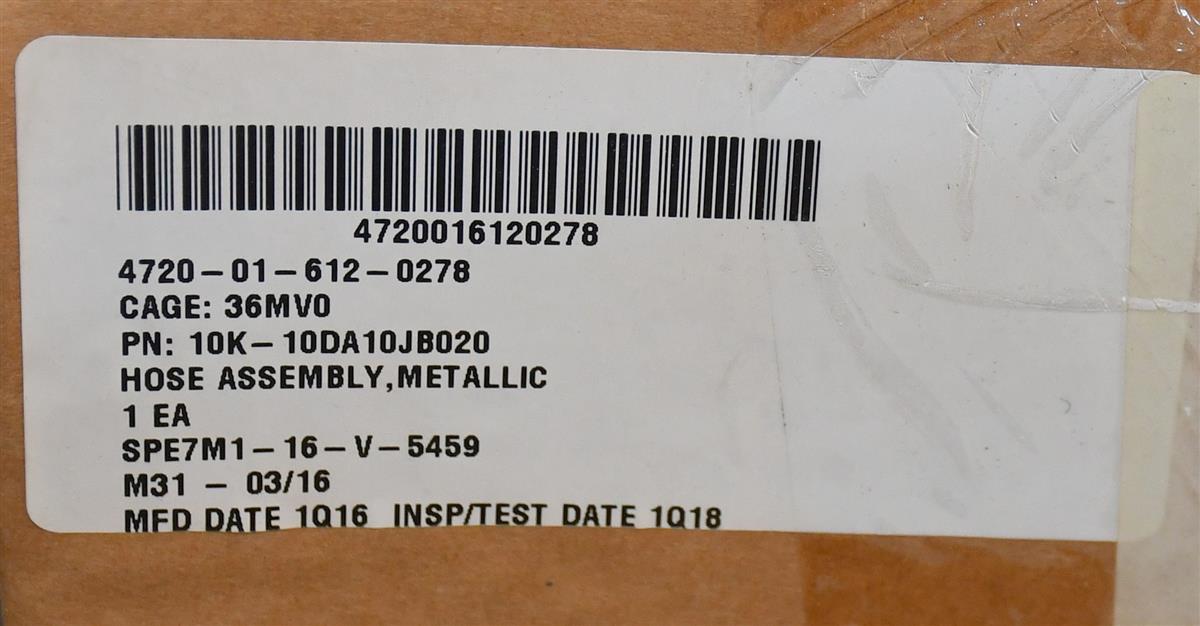 4720016120278
4720-01-612-0278
CAGE: 36MV0
PN: 10K-10DA10JB020
HOSE ASSEMBLY,METALLIC
1 EA
SPE7M1-16-V-5459
M31 - 03/16
MFD DATE 1Q16 INSP/TEST DATE 1Q18